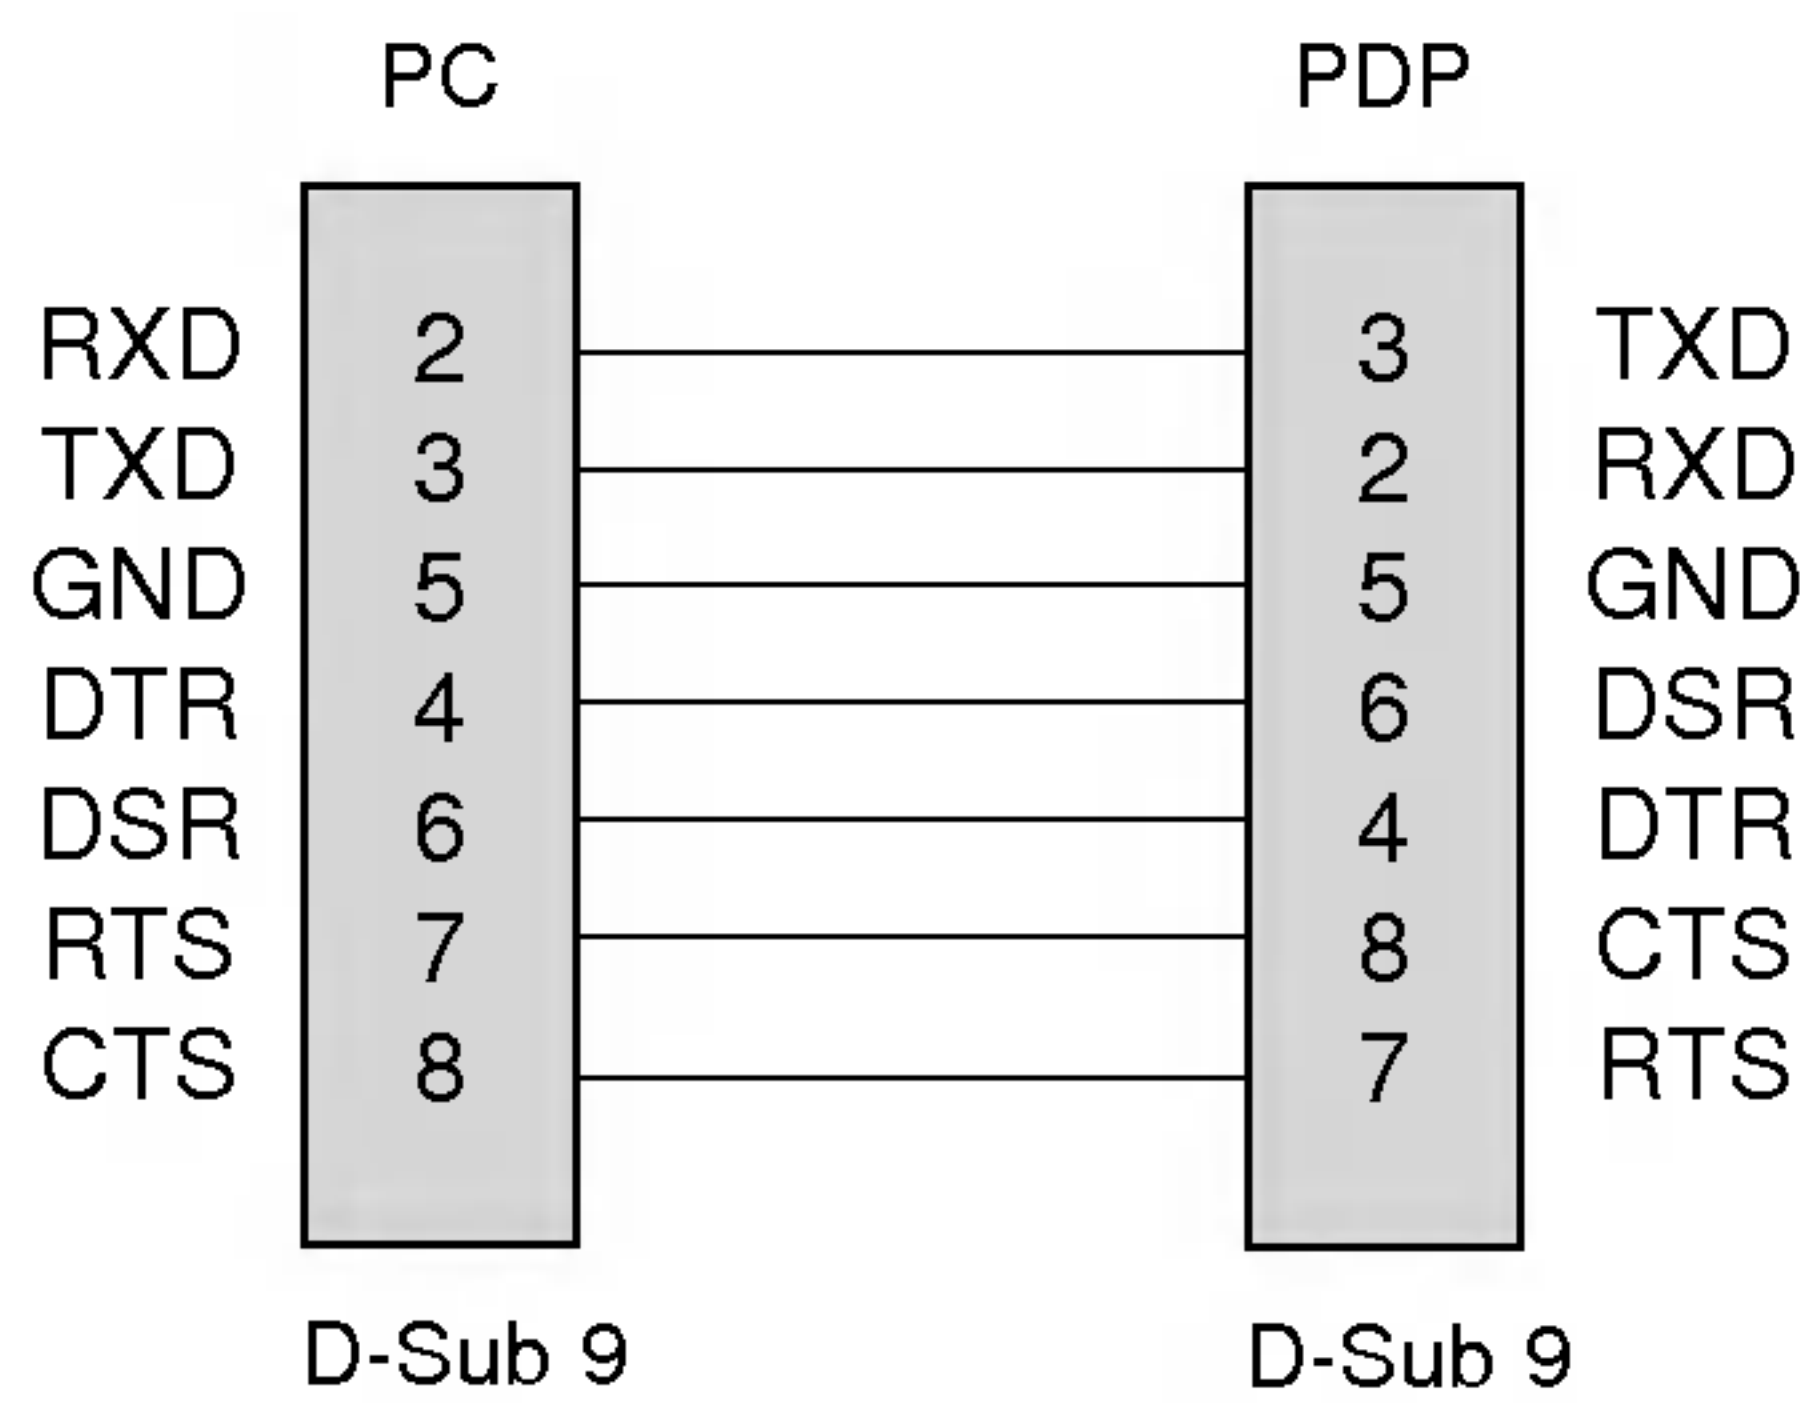 PC PDP
RXD 2 3 TXD
TXD 3 2 RXD
GND 5 5 GND
DTR 4 6 DSR
DSR 6 4 DTR
RTS 7 8 CTS
CTS 8 7 RTS
D-Sub 9 D-Sub 9